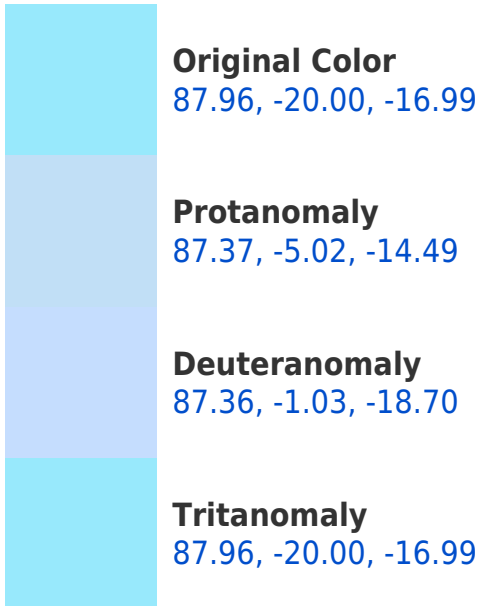 Original Color
87.96, -20.00, -16.99
Protanomaly
87.37, -5.02, -14.49
Deuteranomaly
87.36, -1.03, -18.70
Tritanomaly
87.96, -20.00, -16.99